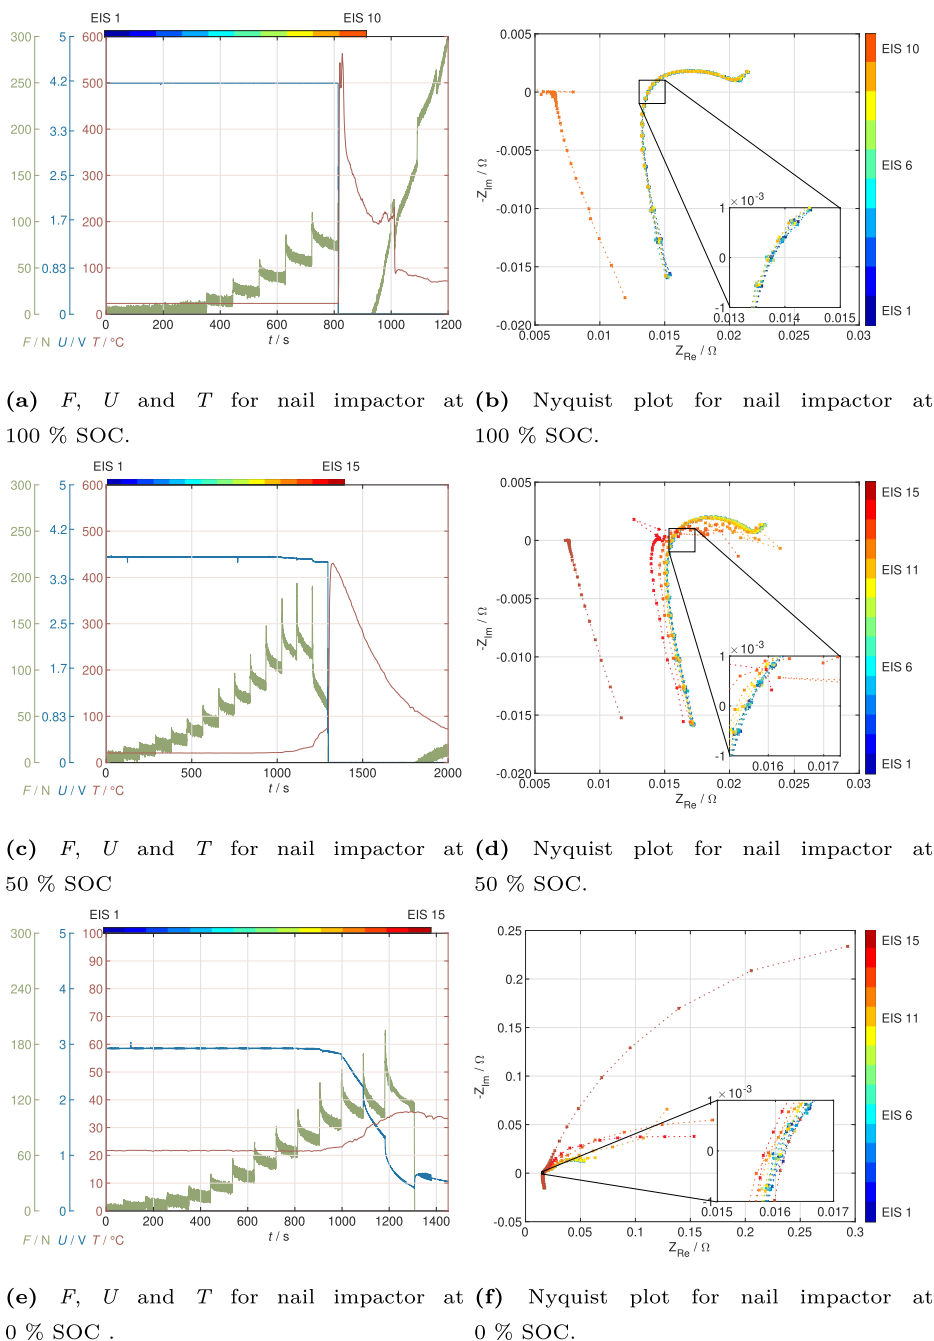 EIS 1 EIS 10
300 5 600
250 4.2 500
200 3.3 400
150 2.5 300
100 1.7 200
50 0.83 100
0 0 0
0 200 400 600 800 1000 1200
F / N U / V T / °C t / s
0.005
0
-0.005
-0.010
-0.015
-0.020
-Z_Im / Ω
0.005 0.01 0.015 0.02 0.025 0.03
Z_Re / Ω
× 10⁻³
1
0
-1
0.013 0.014 0.015
EIS 10
EIS 6
EIS 1
(a) F, U and T for nail impactor at
100 % SOC.
(b) Nyquist plot for nail impactor at
100 % SOC.
EIS 1 EIS 15
300 5 600
250 4.2 500
200 3.3 400
150 2.5 300
100 1.7 200
50 0.83 100
0 0 0
0 500 1000 1500 2000
F / N U / V T / °C t / s
0.005
0
-0.005
-0.010
-0.015
-0.020
-Z_Im / Ω
0.005 0.01 0.015 0.02 0.025 0.03
Z_Re / Ω
× 10⁻³
1
0
-1
0.016 0.017
EIS 15
EIS 11
EIS 6
EIS 1
(c) F, U and T for nail impactor at
50 % SOC
(d) Nyquist plot for nail impactor at
50 % SOC.
EIS 1 EIS 15
300 5 100
90
240 4 80
70
180 3 60
50
120 2 40
30
60 1 20
10
0 0 0
0 200 400 600 800 1000 1200 1400
F / N U / V T / °C t / s
0.25
0.2
0.15
0.1
0.05
0
-0.05
-Z_Im / Ω
0 0.05 0.1 0.15 0.2 0.25 0.3
Z_Re / Ω
× 10⁻³
1
0
-1
0.015 0.016 0.017
EIS 15
EIS 11
EIS 6
EIS 1
(e) F, U and T for nail impactor at
0 % SOC .
(f) Nyquist plot for nail impactor at
0 % SOC.